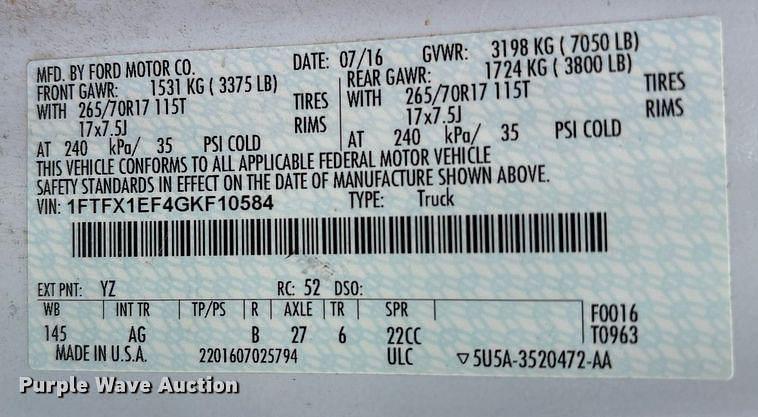 MFD. BY FORD MOTOR CO. DATE: 07/16 GVWR: 3198 KG ( 7050 LB)
FRONT GAWR: 1531 KG ( 3375 LB) REAR GAWR: 1724 KG ( 3800 LB)
WITH 265/70R17 115T TIRES WITH 265/70R17 115T TIRES
17x7.5J RIMS 17x7.5J RIMS
AT 240 kPa/ 35 PSI COLD AT 240 kPa/ 35 PSI COLD
THIS VEHICLE CONFORMS TO ALL APPLICABLE FEDERAL MOTOR VEHICLE
SAFETY STANDARDS IN EFFECT ON THE DATE OF MANUFACTURE SHOWN ABOVE.
VIN: 1FTFX1EF4GKF10584 TYPE: Truck
EXT PNT: YZ RC: 52 DSO:
WB INT TR TP/PS R AXLE TR SPR F0016
145 AG B 27 6 22CC T0963
MADE IN U.S.A. 2201607025794 ULC ▽5U5A-3520472-AA
Purple Wave Auction